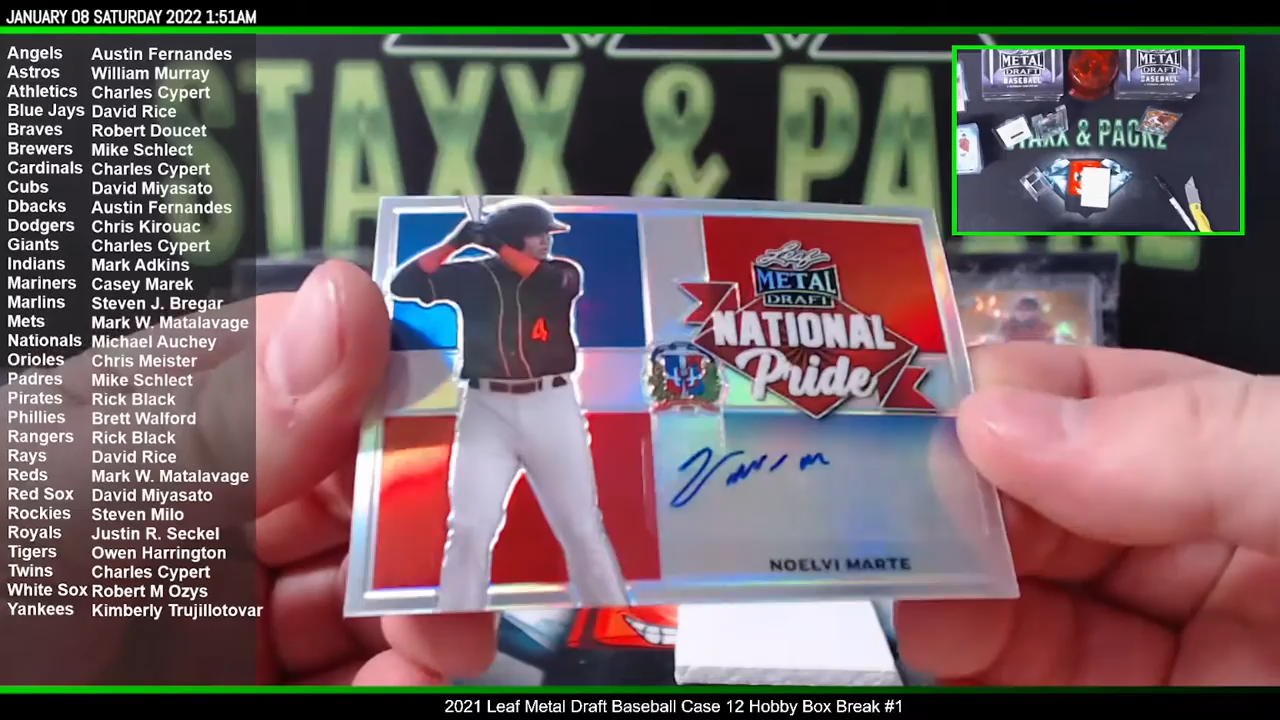 JANUARY 08 SATURDAY 2022 1:51AM
Angels Austin Fernandes
Astros William Murray
Athletics Charles Cypert
Blue Jays David Rice
Braves Robert Doucet
Brewers Mike Schlect
Cardinals Charles Cypert
Cubs David Miyasato
Dbacks Austin Fernandes
Dodgers Chris Kirouac
Giants Charles Cypert
Indians Mark Adkins
Mariners Casey Marek
Marlins Steven J. Bregar
Mets Mark W. Matalavage
Nationals Michael Auchey
Orioles Chris Meister
Padres Mike Schlect
Pirates Rick Black
Phillies Brett Walford
Rangers Rick Black
Rays David Rice
Reds Mark W. Matalavage
Red Sox David Miyasato
Rockies Steven Milo
Royals Justin R. Seckel
Tigers Owen Harrington
Twins Charles Cypert
White Sox Robert M Ozys
Yankees Kimberly Trujillotovar
STAXX & PA
Leaf
METAL
DRAFT
NATIONAL
Pride
4
NOELVI MARTE
METAL
DRAFT
BASEBALL
METAL
DRAFT
BASEBALL
STAXX & PACKZ
2021 Leaf Metal Draft Baseball Case 12 Hobby Box Break #1